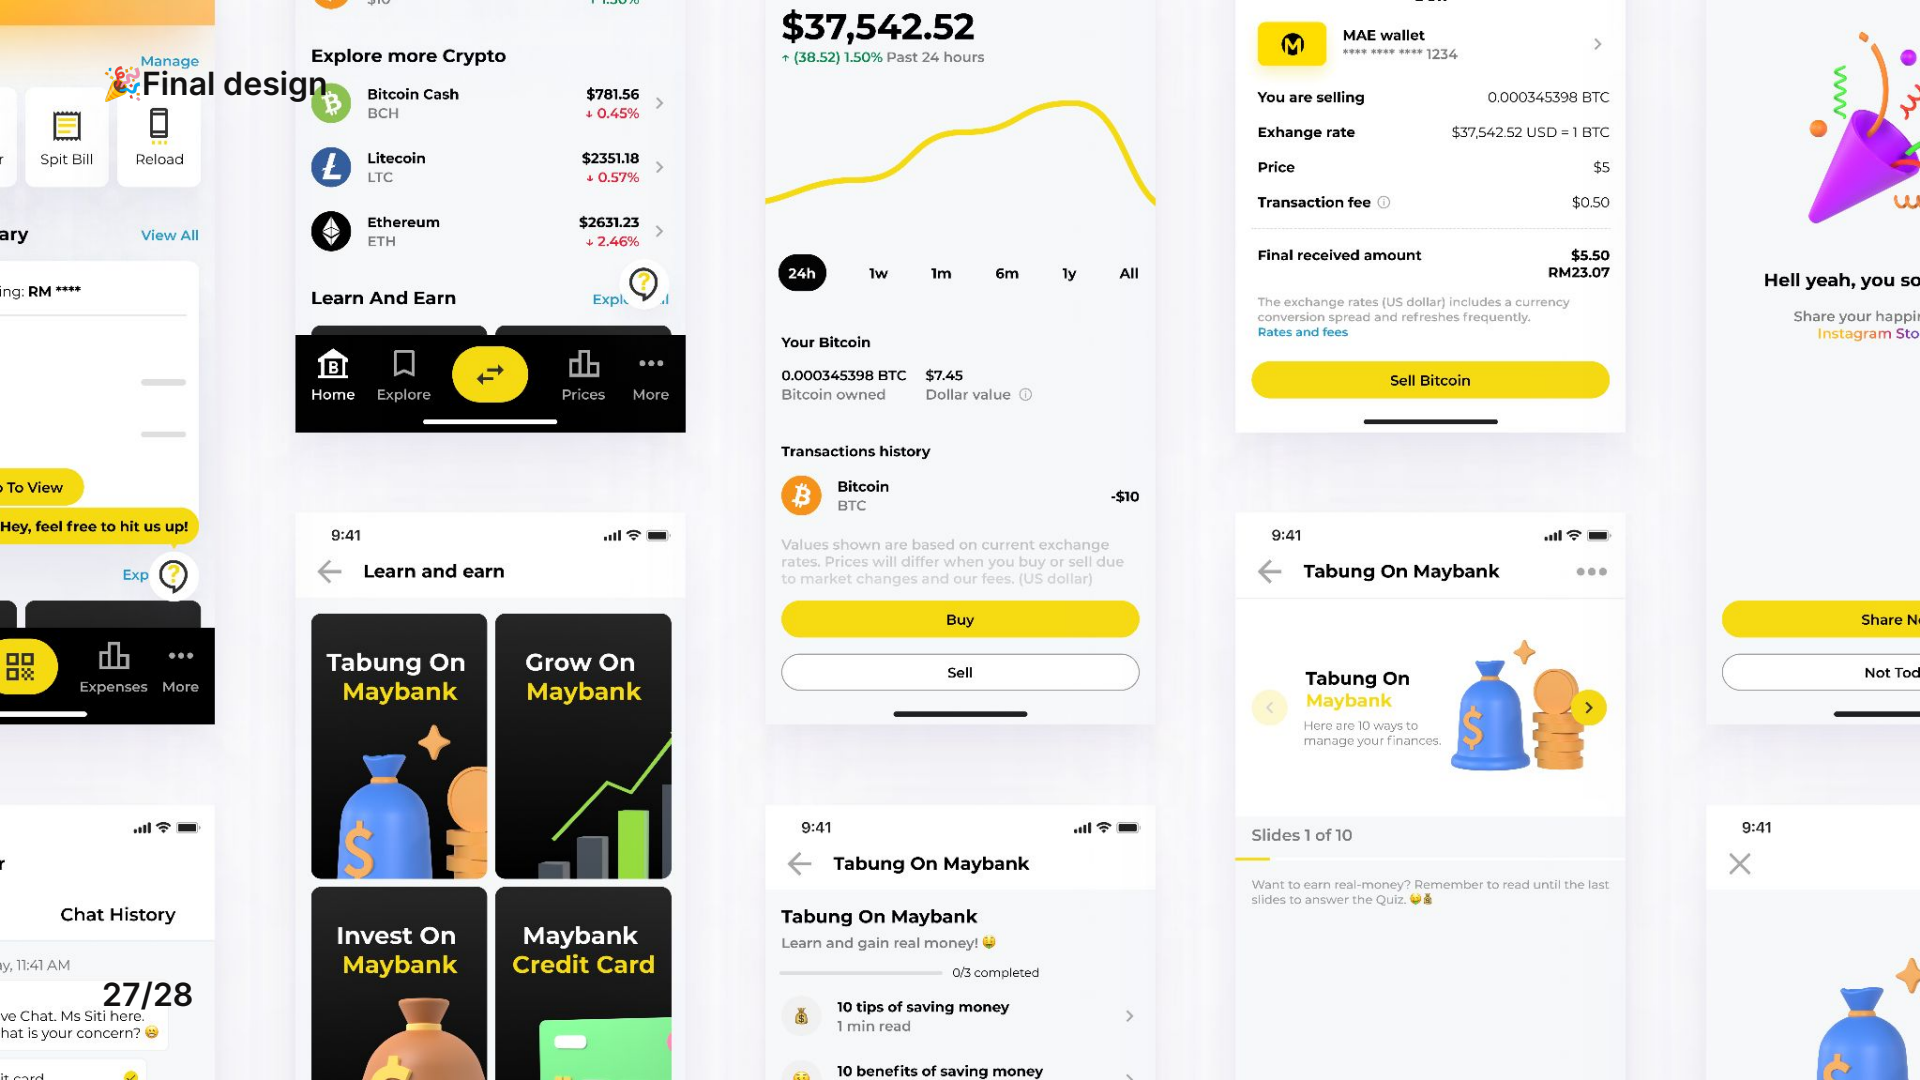 🎉Final design
27/28
Manage
Spit Bill
Reload
ary
View All
ing: RM ****
To View
Hey, feel free to hit us up!
Exp
Expenses
More
r
Chat History
ay, 11:41 AM
ve Chat. Ms Siti here.
hat is your concern? 😄
it card
Explore more Crypto
Bitcoin Cash
BCH
$781.56
↓ 0.45%
Litecoin
LTC
$2351.18
↓ 0.57%
Ethereum
ETH
$2631.23
↓ 2.46%
Learn And Earn
Explo
Home
Explore
Prices
More
9:41
Learn and earn
Tabung On
Maybank
Grow On
Maybank
Invest On
Maybank
Maybank
Credit Card
$37,542.52
↑ (38.52) 1.50% Past 24 hours
24h
1w
1m
6m
1y
All
Your Bitcoin
0.000345398 BTC
Bitcoin owned
$7.45
Dollar value
Transactions history
Bitcoin
BTC
-$10
Values shown are based on current exchange
rates. Prices will differ when you buy or sell due
to market changes and our fees. (US dollar)
Buy
Sell
9:41
Tabung On Maybank
Tabung On Maybank
Learn and gain real money! 🤑
0/3 completed
10 tips of saving money
1 min read
10 benefits of saving money
MAE wallet
**** **** **** 1234
You are selling
0.000345398 BTC
Exhange rate
$37,542.52 USD = 1 BTC
Price
$5
Transaction fee
$0.50
Final received amount
$5.50
RM23.07
The exchange rates (US dollar) includes a currency
conversion spread and refreshes frequently.
Rates and fees
Sell Bitcoin
9:41
Tabung On Maybank
Tabung On
Maybank
Here are 10 ways to
manage your finances.
Slides 1 of 10
Want to earn real-money? Remember to read until the last
slides to answer the Quiz. 🤑💰
Hell yeah, you so
Share your happi
Instagram Sto
Share N
Not Tod
9:41